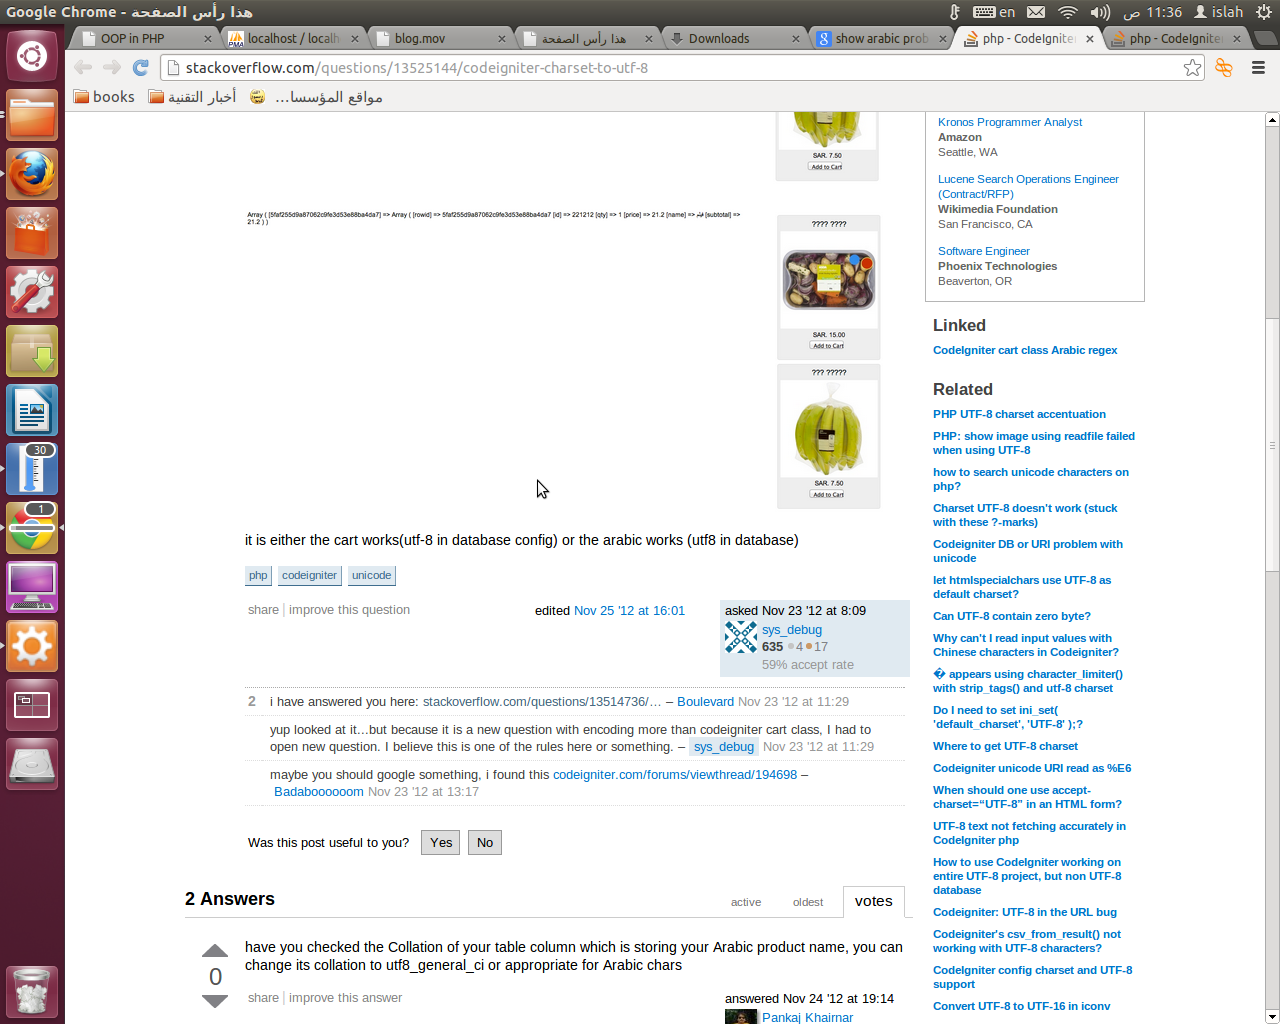 Google Chrome - هذا رأس الصفحة
en
11:36 ص
islah
OOP in PHP
localhost / localh
blog.mov
هذا رأس الصفحة
Downloads
show arabic prob
php - CodeIgniter
php - CodeIgniter
stackoverflow.com/questions/13525144/codeigniter-charset-to-utf-8
books
أخبار التقنية
مواقع المؤسسا...
30
1
SAR. 7.50
Add to Cart
Array ( [5faf255d9a87062c9fe3d53e88ba4da7] => Array ( [rowid] => 5faf255d9a87062c9fe3d53e88ba4da7 [id] => 221212 [qty] => 1 [price] => 21.2 [name] => [subtotal] =>
21.2 ) )
???? ????
SAR. 15.00
Add to Cart
??? ?????
SAR. 7.50
Add to Cart
it is either the cart works(utf-8 in database config) or the arabic works (utf8 in database)
php
codeigniter
unicode
share
improve this question
edited Nov 25 '12 at 16:01
asked Nov 23 '12 at 8:09
sys_debug
635 4 17
59% accept rate
2 i have answered you here: stackoverflow.com/questions/13514736/… – Boulevard Nov 23 '12 at 11:29
yup looked at it...but because it is a new question with encoding more than codeigniter cart class, I had to
open new question. I believe this is one of the rules here or something. – sys_debug Nov 23 '12 at 11:29
maybe you should google something, i found this codeigniter.com/forums/viewthread/194698 –
Badaboooooom Nov 23 '12 at 13:17
Was this post useful to you? Yes No
2 Answers
active
oldest
votes
0
have you checked the Collation of your table column which is storing your Arabic product name, you can
change its collation to utf8_general_ci or appropriate for Arabic chars
share
improve this answer
answered Nov 24 '12 at 19:14
Pankaj Khairnar
Kronos Programmer Analyst
Amazon
Seattle, WA
Lucene Search Operations Engineer
(Contract/RFP)
Wikimedia Foundation
San Francisco, CA
Software Engineer
Phoenix Technologies
Beaverton, OR
Linked
CodeIgniter cart class Arabic regex
Related
PHP UTF-8 charset accentuation
PHP: show image using readfile failed
when using UTF-8
how to search unicode characters on
php?
Charset UTF-8 doesn't work (stuck
with these ?-marks)
Codeigniter DB or URI problem with
unicode
let htmlspecialchars use UTF-8 as
default charset?
Can UTF-8 contain zero byte?
Why can't I read input values with
Chinese characters in Codeigniter?
� appears using character_limiter()
with strip_tags() and utf-8 charset
Do I need to set ini_set(
'default_charset', 'UTF-8' );?
Where to get UTF-8 charset
Codeigniter unicode URI read as %E6
When should one use accept-
charset=“UTF-8” in an HTML form?
UTF-8 text not fetching accurately in
CodeIgniter php
How to use CodeIgniter working on
entire UTF-8 project, but non UTF-8
database
Codeigniter: UTF-8 in the URL bug
Codeigniter's csv_from_result() not
working with UTF-8 characters?
CodeIgniter config charset and UTF-8
support
Convert UTF-8 to UTF-16 in iconv